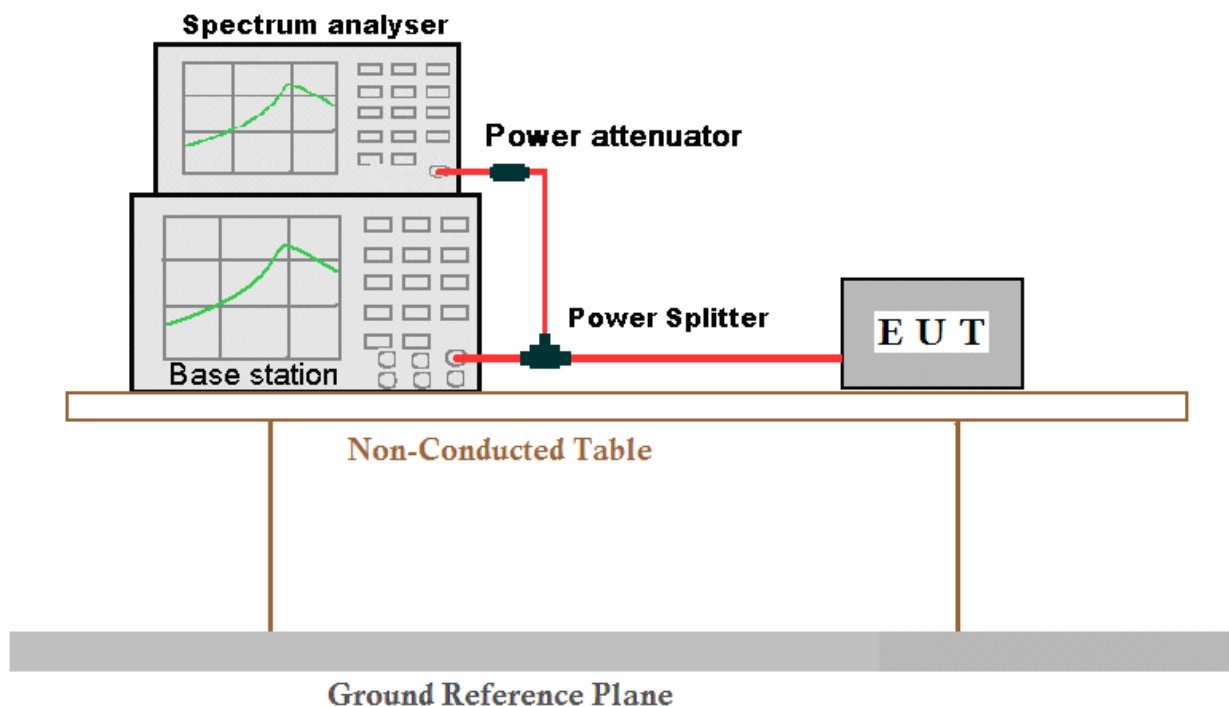 Spectrum analyser
Power attenuator
Power Splitter
E U T
Base station
Non-Conducted Table
Ground Reference Plane